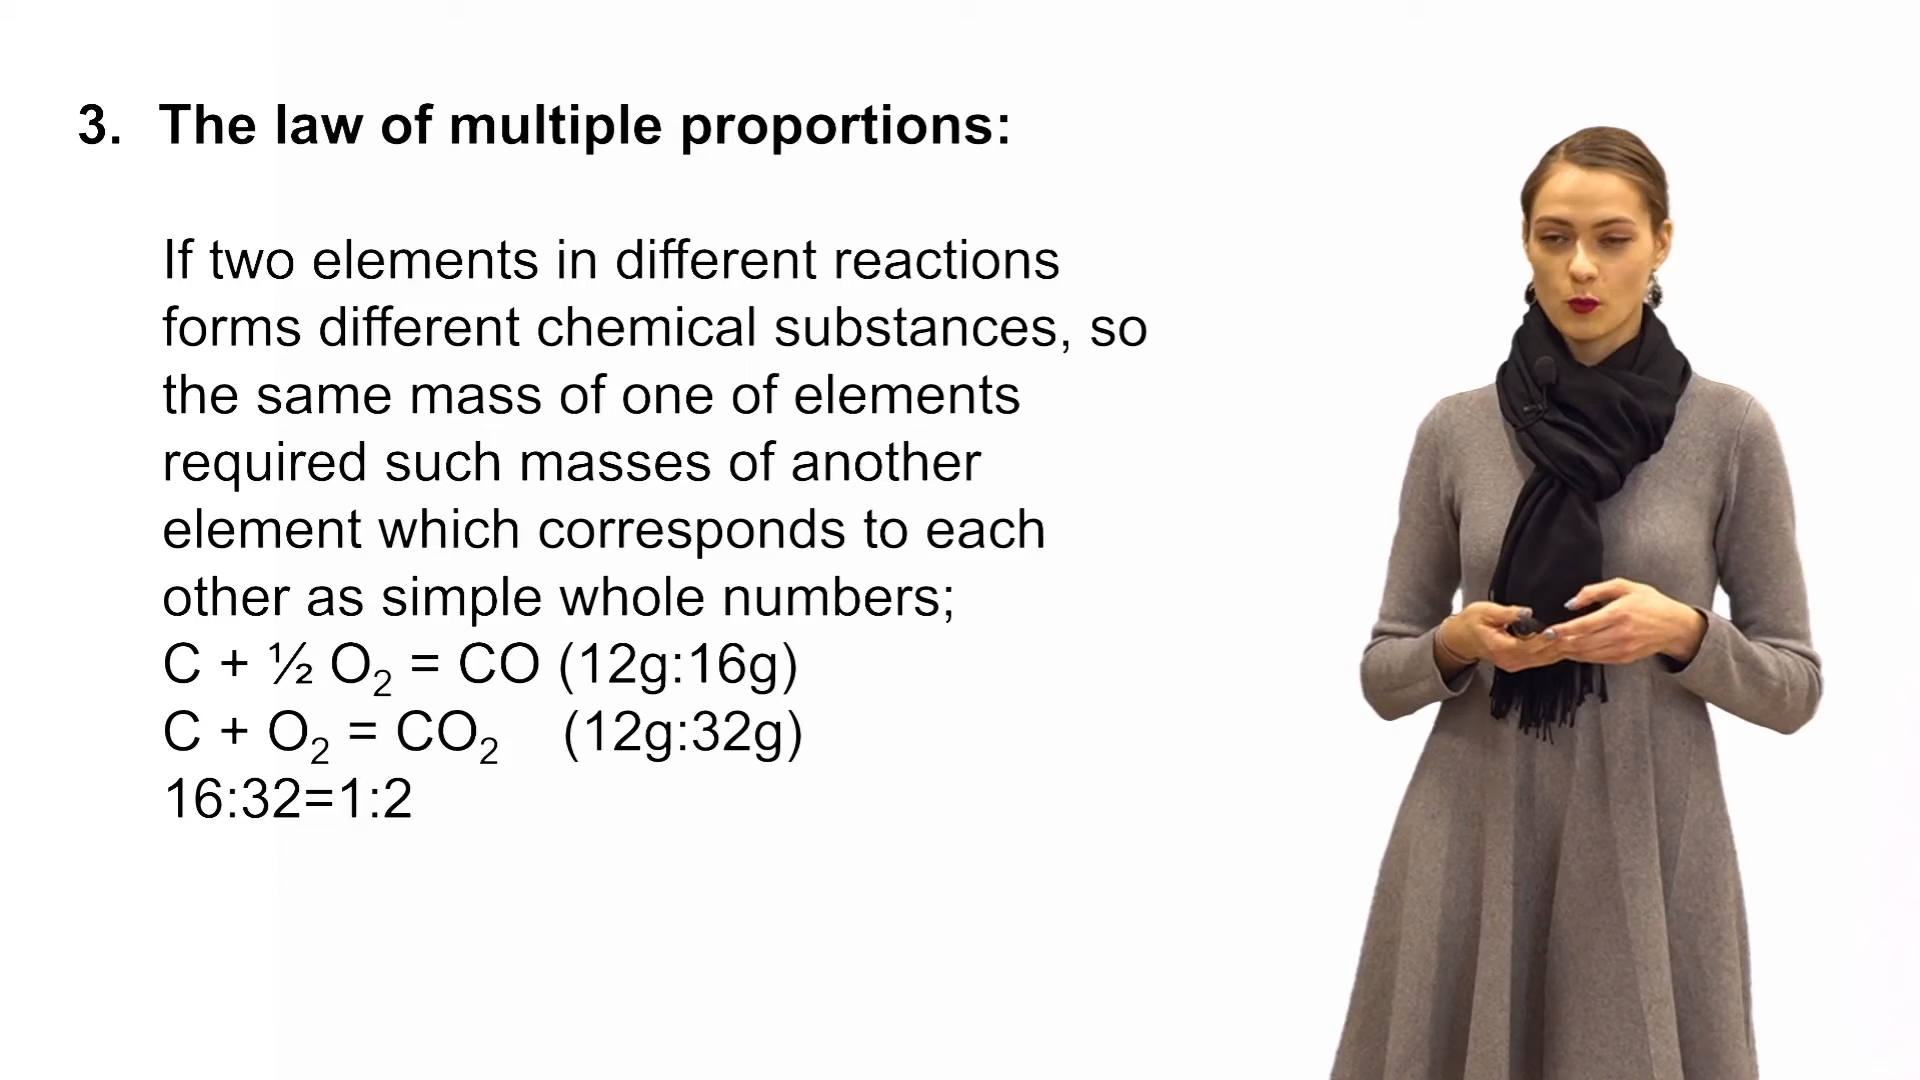 3. The law of multiple proportions:
If two elements in different reactions
forms different chemical substances, so
the same mass of one of elements
required such masses of another
element which corresponds to each
other as simple whole numbers;
C + ½ O₂ = CO (12g:16g)
C + O₂ = CO₂ (12g:32g)
16:32=1:2